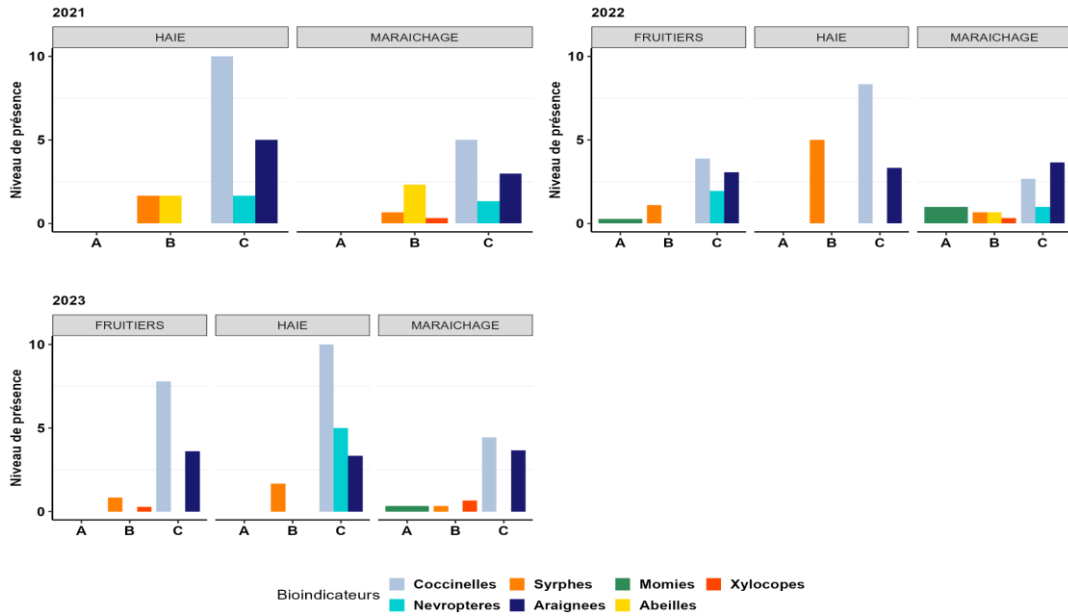 2021
HAIE MARAICHAGE
Niveau de présence
10
5
0
A B C A B C
2022
FRUITIERS HAIE MARAICHAGE
Niveau de présence
10
5
0
A B C A B C A B C
2023
FRUITIERS HAIE MARAICHAGE
Niveau de présence
10
5
0
A B C A B C A B C
Bioindicateurs
Coccinelles Syrphes Momies Xylocopes
Nevropteres Araignees Abeilles